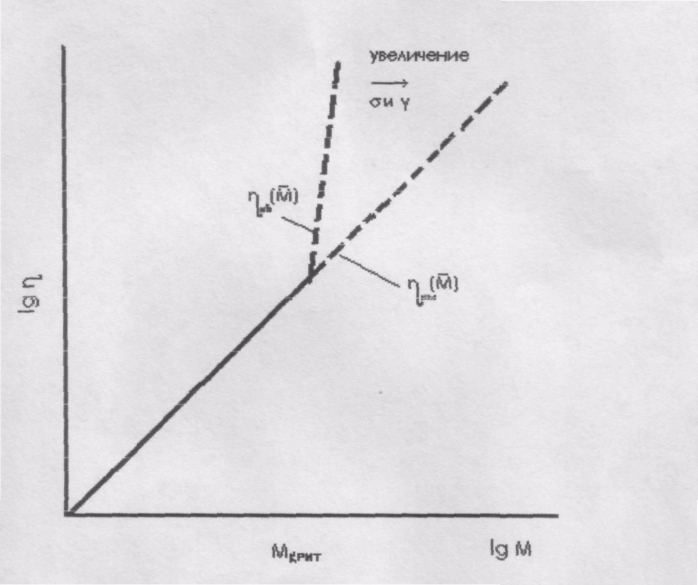 увеличение
σ и γ
η (M̄)
η (M̄)
lg η
Mкрит
lg M